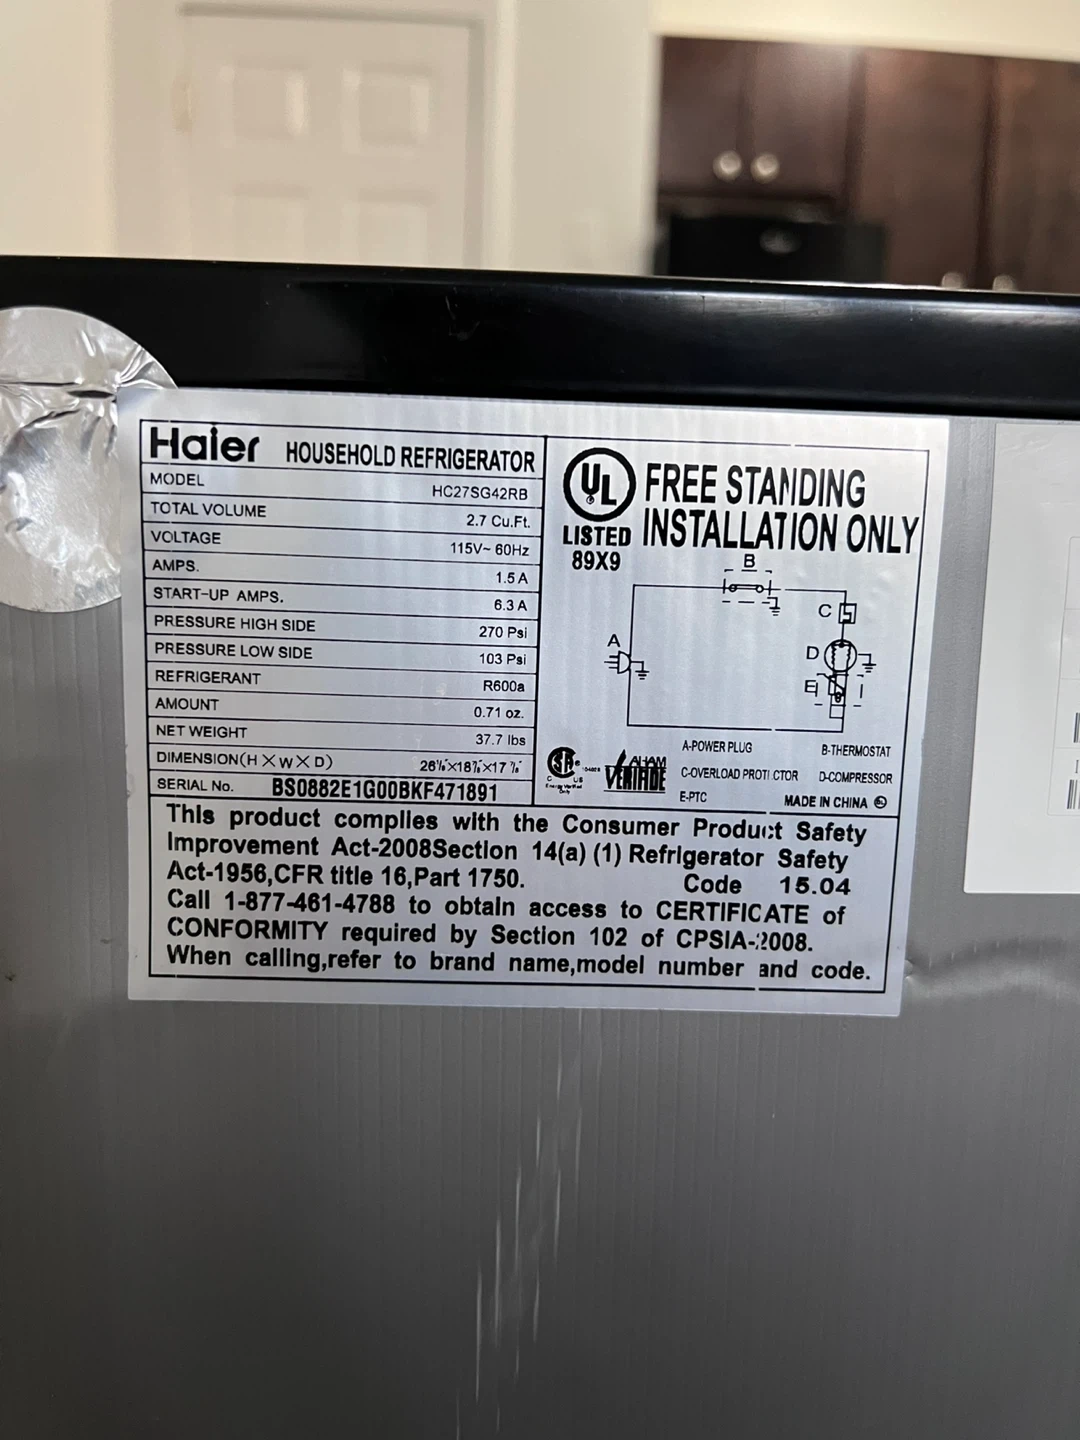 Haier HOUSEHOLD REFRIGERATOR
MODEL HC27SG42RB
TOTAL VOLUME 2.7 Cu.Ft.
VOLTAGE 115V~ 60Hz
AMPS. 1.5 A
START-UP AMPS. 6.3 A
PRESSURE HIGH SIDE 270 Psi
PRESSURE LOW SIDE 103 Psi
REFRIGERANT R600a
AMOUNT 0.71 oz.
NET WEIGHT 37.7 lbs
DIMENSION(H×W×D)
SERIAL No. BS0882E1G00BKF471891
UL
LISTED
89X9
FREE STANDING
INSTALLATION ONLY
B
C
A
D
E
A-POWER PLUG B-THERMOSTAT
C-OVERLOAD PROTECTOR D-COMPRESSOR
E-PTC MADE IN CHINA
C US
Energy Verified
Only
AHAM
VERIFIDE
This product complies with the Consumer Product Safety
Improvement Act-2008Section 14(a) (1) Refrigerator Safety
Act-1956,CFR title 16,Part 1750. Code 15.04
Call 1-877-461-4788 to obtain access to CERTIFICATE of
CONFORMITY required by Section 102 of CPSIA-2008.
When calling,refer to brand name,model number and code.